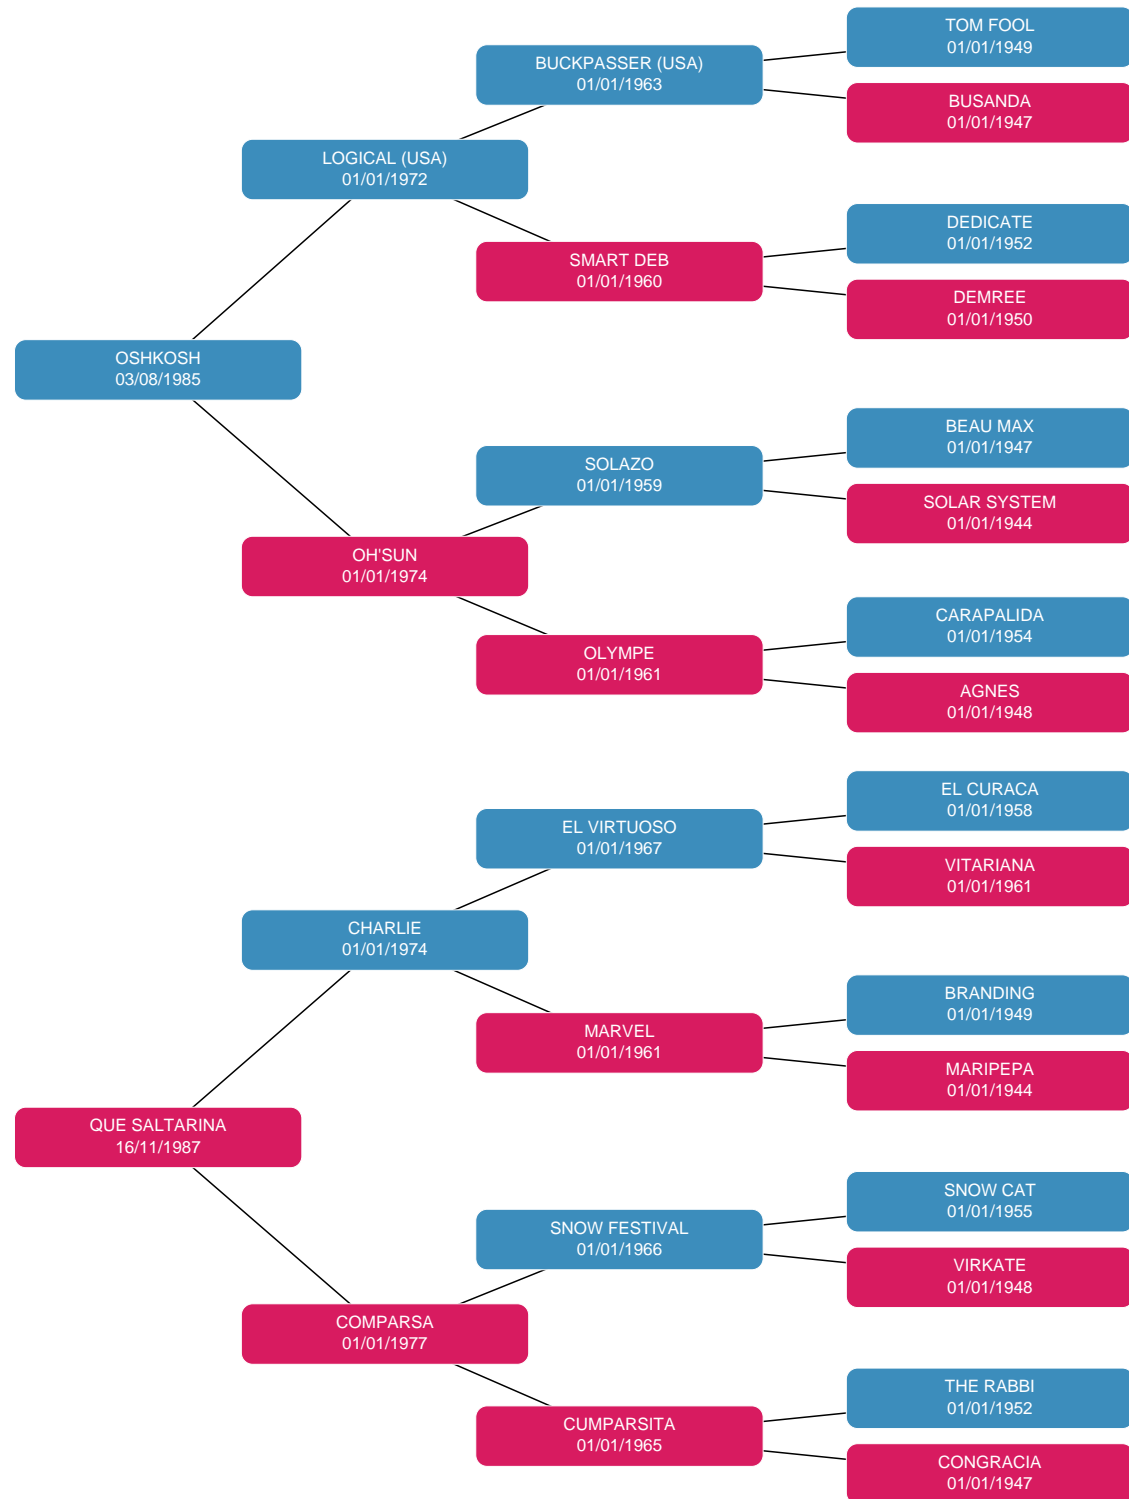 TOM FOOL
01/01/1949
BUCKPASSER (USA)
01/01/1963
BUSANDA
01/01/1947
LOGICAL (USA)
01/01/1972
DEDICATE
01/01/1952
SMART DEB
01/01/1960
DEMREE
01/01/1950
OSHKOSH
03/08/1985
BEAU MAX
01/01/1947
SOLAZO
01/01/1959
SOLAR SYSTEM
01/01/1944
OH'SUN
01/01/1974
CARAPALIDA
01/01/1954
OLYMPE
01/01/1961
AGNES
01/01/1948
EL CURACA
01/01/1958
EL VIRTUOSO
01/01/1967
VITARIANA
01/01/1961
CHARLIE
01/01/1974
BRANDING
01/01/1949
MARVEL
01/01/1961
MARIPEPA
01/01/1944
QUE SALTARINA
16/11/1987
SNOW CAT
01/01/1955
SNOW FESTIVAL
01/01/1966
VIRKATE
01/01/1948
COMPARSA
01/01/1977
THE RABBI
01/01/1952
CUMPARSITA
01/01/1965
CONGRACIA
01/01/1947